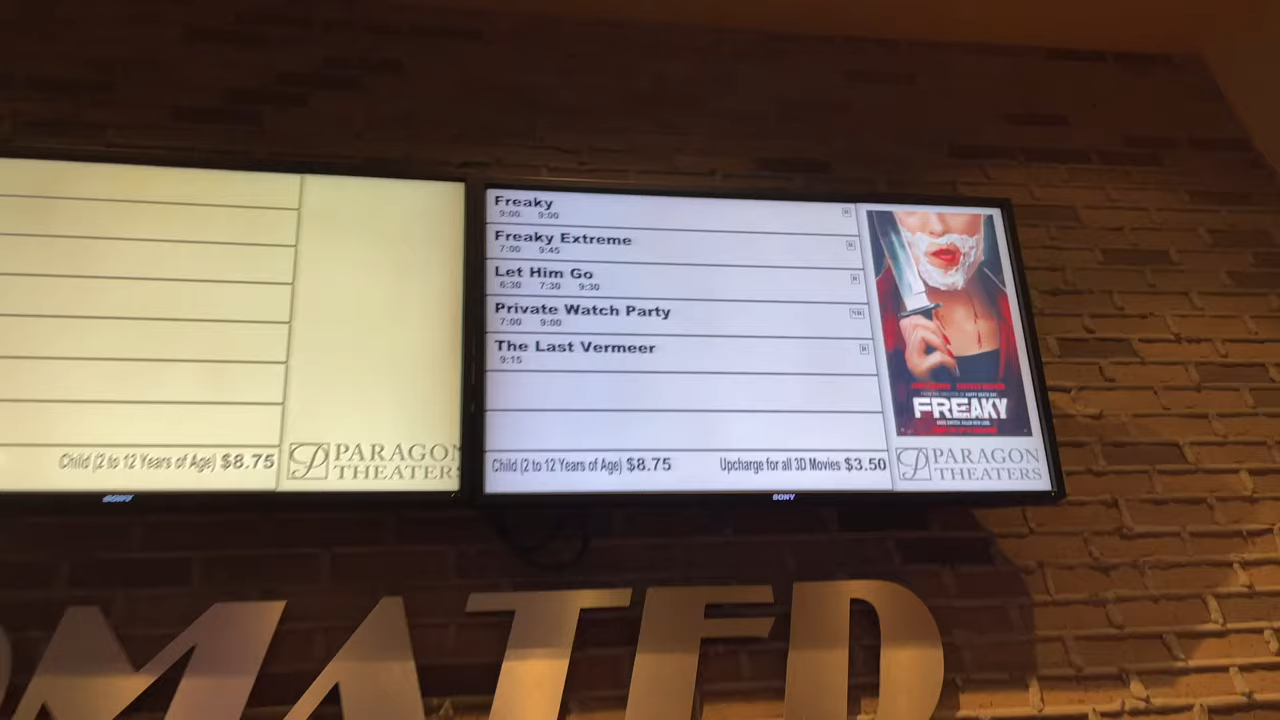 Child (2 to 12 Years of Age) $8.75
PARAGON
THEATERS
SONY
Freaky
R
9:00 9:00
Freaky Extreme
R
7:00 9:45
Let Him Go
R
6:30 7:30 9:30
Private Watch Party
NR
7:00 9:00
The Last Vermeer
R
9:15
Child (2 to 12 Years of Age) $8.75 Upcharge for all 3D Movies $3.50
FREAKY
PARAGON
THEATERS
SONY
MATED